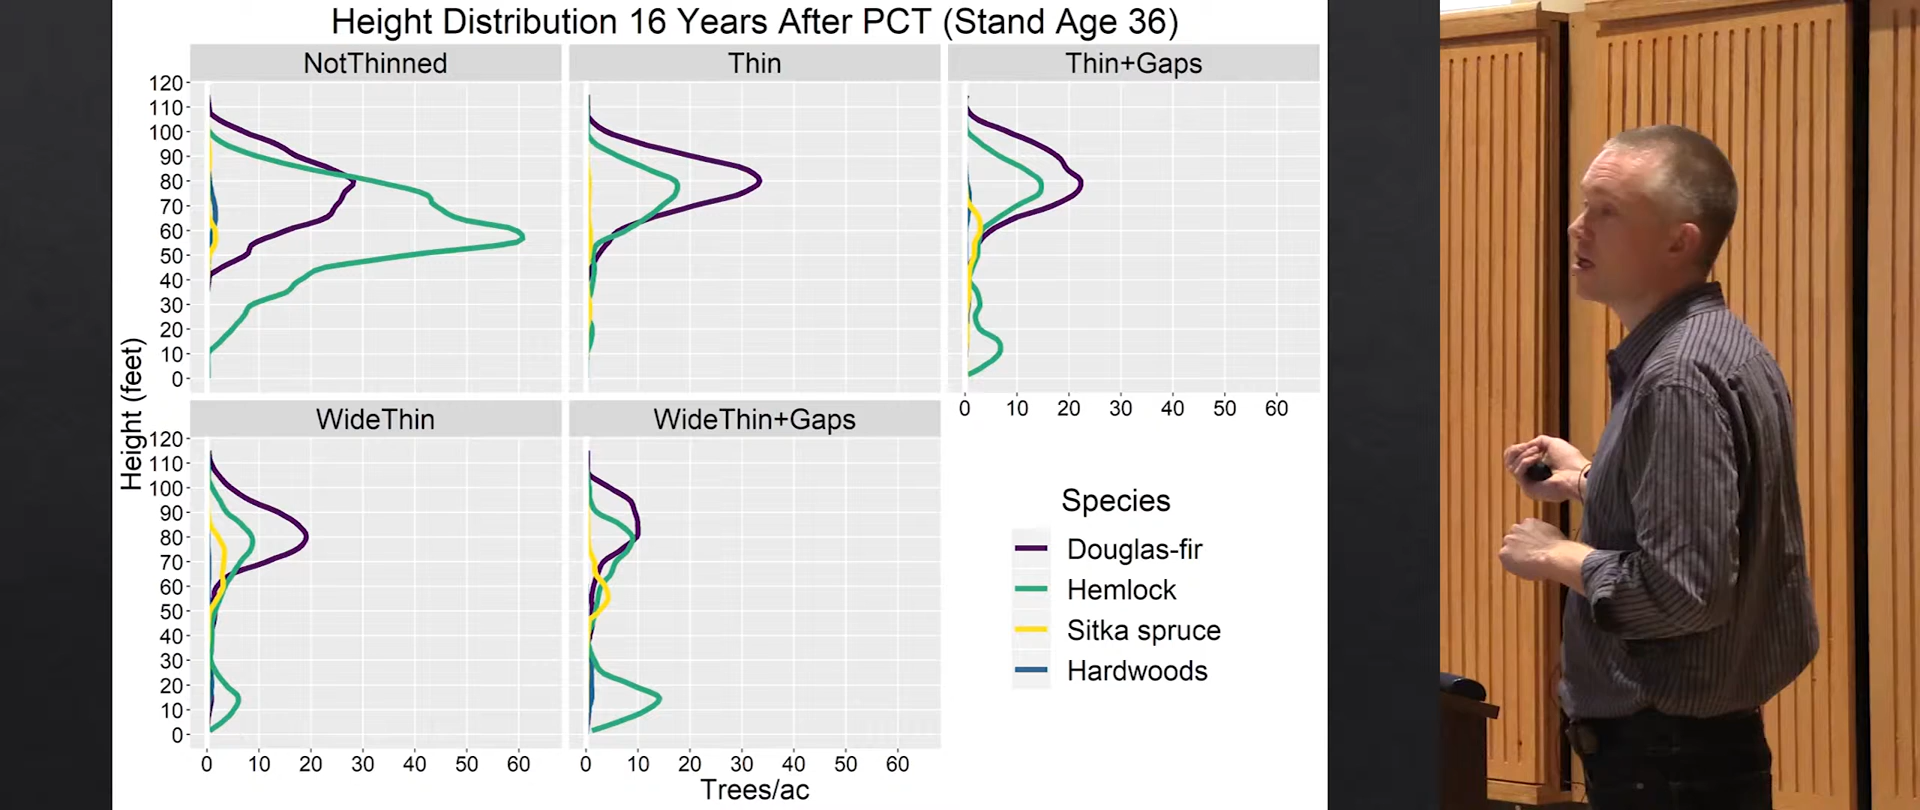 Height Distribution 16 Years After PCT (Stand Age 36)
NotThinned
Thin
Thin+Gaps
120
110
100
90
80
70
60
50
40
30
20
10
0
0 10 20 30 40 50 60
WideThin
WideThin+Gaps
120
110
100
90
80
70
60
50
40
30
20
10
0
0 10 20 30 40 50 60
0 10 20 30 40 50 60
Height (feet)
Trees/ac
Species
Douglas-fir
Hemlock
Sitka spruce
Hardwoods